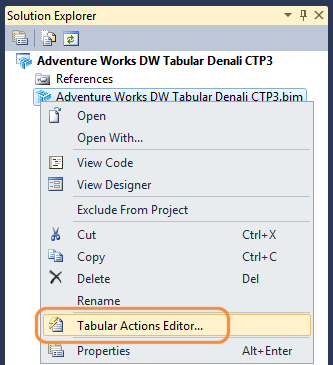 Solution Explorer
Adventure Works DW Tabular Denali CTP3
References
Adventure Works DW Tabular Denali CTP3.bim
Open
Open With...
View Code
View Designer
Exclude From Project
Cut Ctrl+X
Copy Ctrl+C
Delete Del
Rename
Tabular Actions Editor...
Properties Alt+Enter